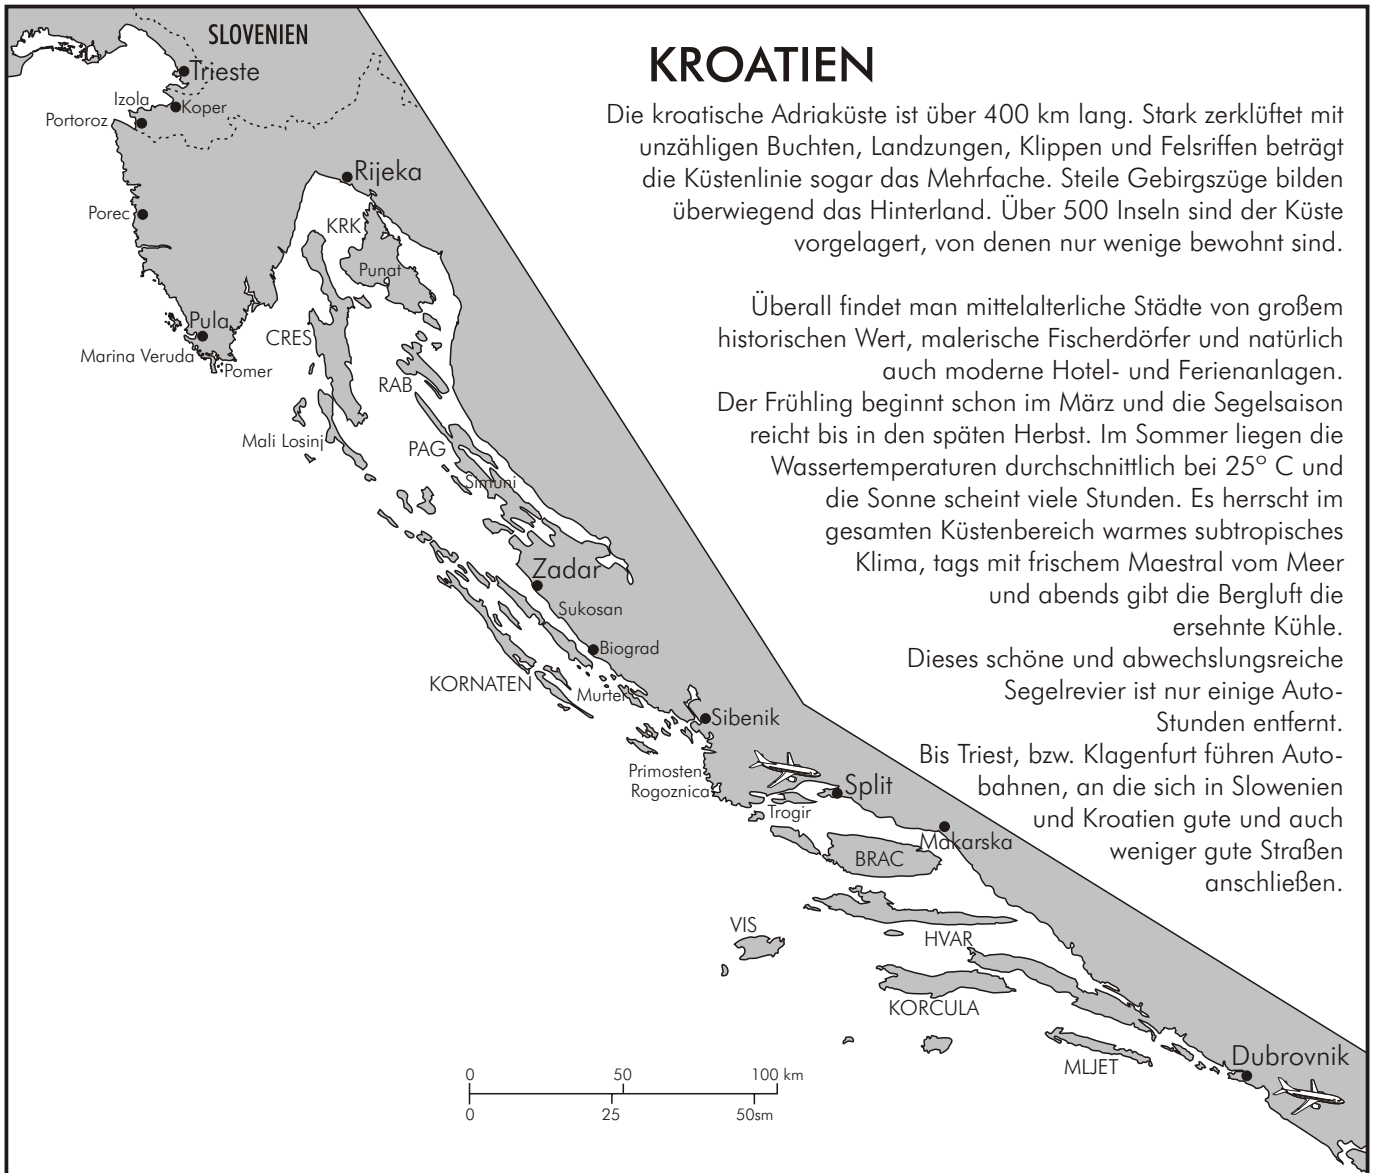 SLOVENIEN
Trieste
Izola
Koper
Portoroz
Rijeka
Porec
KRK
Punat
Pula
CRES
Marina Veruda
Pomer
RAB
Mali Losinj
PAG
Simuni
Zadar
Sukosan
Biograd
KORNATEN
Murter
Sibenik
Primosten
Rogoznica
Split
Trogir
Makarska
BRAC
VIS
HVAR
KORCULA
MLJET
Dubrovnik
0 50 100 km
0 25 50sm
KROATIEN
Die kroatische Adriaküste ist über 400 km lang. Stark zerklüftet mit
unzähligen Buchten, Landzungen, Klippen und Felsriffen beträgt
die Küstenlinie sogar das Mehrfache. Steile Gebirgszüge bilden
überwiegend das Hinterland. Über 500 Inseln sind der Küste
vorgelagert, von denen nur wenige bewohnt sind.
Überall findet man mittelalterliche Städte von großem
historischen Wert, malerische Fischerdörfer und natürlich
auch moderne Hotel- und Ferienanlagen.
Der Frühling beginnt schon im März und die Segelsaison
reicht bis in den späten Herbst. Im Sommer liegen die
Wassertemperaturen durchschnittlich bei 25º C und
die Sonne scheint viele Stunden. Es herrscht im
gesamten Küstenbereich warmes subtropisches
Klima, tags mit frischem Maestral vom Meer
und abends gibt die Bergluft die
ersehnte Kühle.
Dieses schöne und abwechslungsreiche
Segelrevier ist nur einige Auto-
Stunden entfernt.
Bis Triest, bzw. Klagenfurt führen Auto-
bahnen, an die sich in Slowenien
und Kroatien gute und auch
weniger gute Straßen
anschließen.